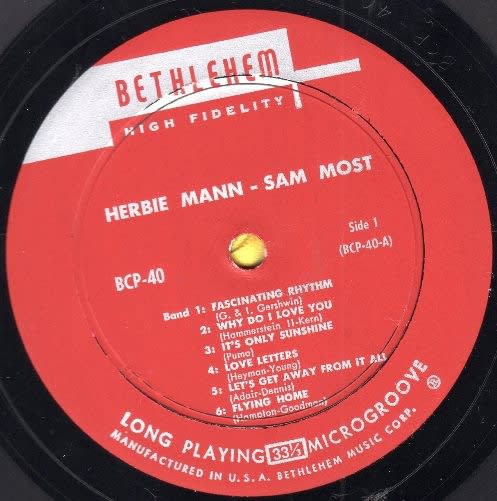 BETHLEHEM
HIGH FIDELITY
HERBIE MANN - SAM MOST
BCP-40
Side 1
(BCP-40-A)
Band 1: FASCINATING RHYTHM
(G. & I. Gershwin)
2: WHY DO I LOVE YOU
(Hammerstein II-Kern)
3: IT'S ONLY SUNSHINE
(Puma)
4: LOVE LETTERS
(Heyman-Young)
5: LET'S GET AWAY FROM IT ALL
(Adair-Dennis)
6: FLYING HOME
(Hampton-Goodman)
LONG PLAYING 33⅓ MICROGROOVE ®
MANUFACTURED IN U.S.A. BETHLEHEM MUSIC CORP.